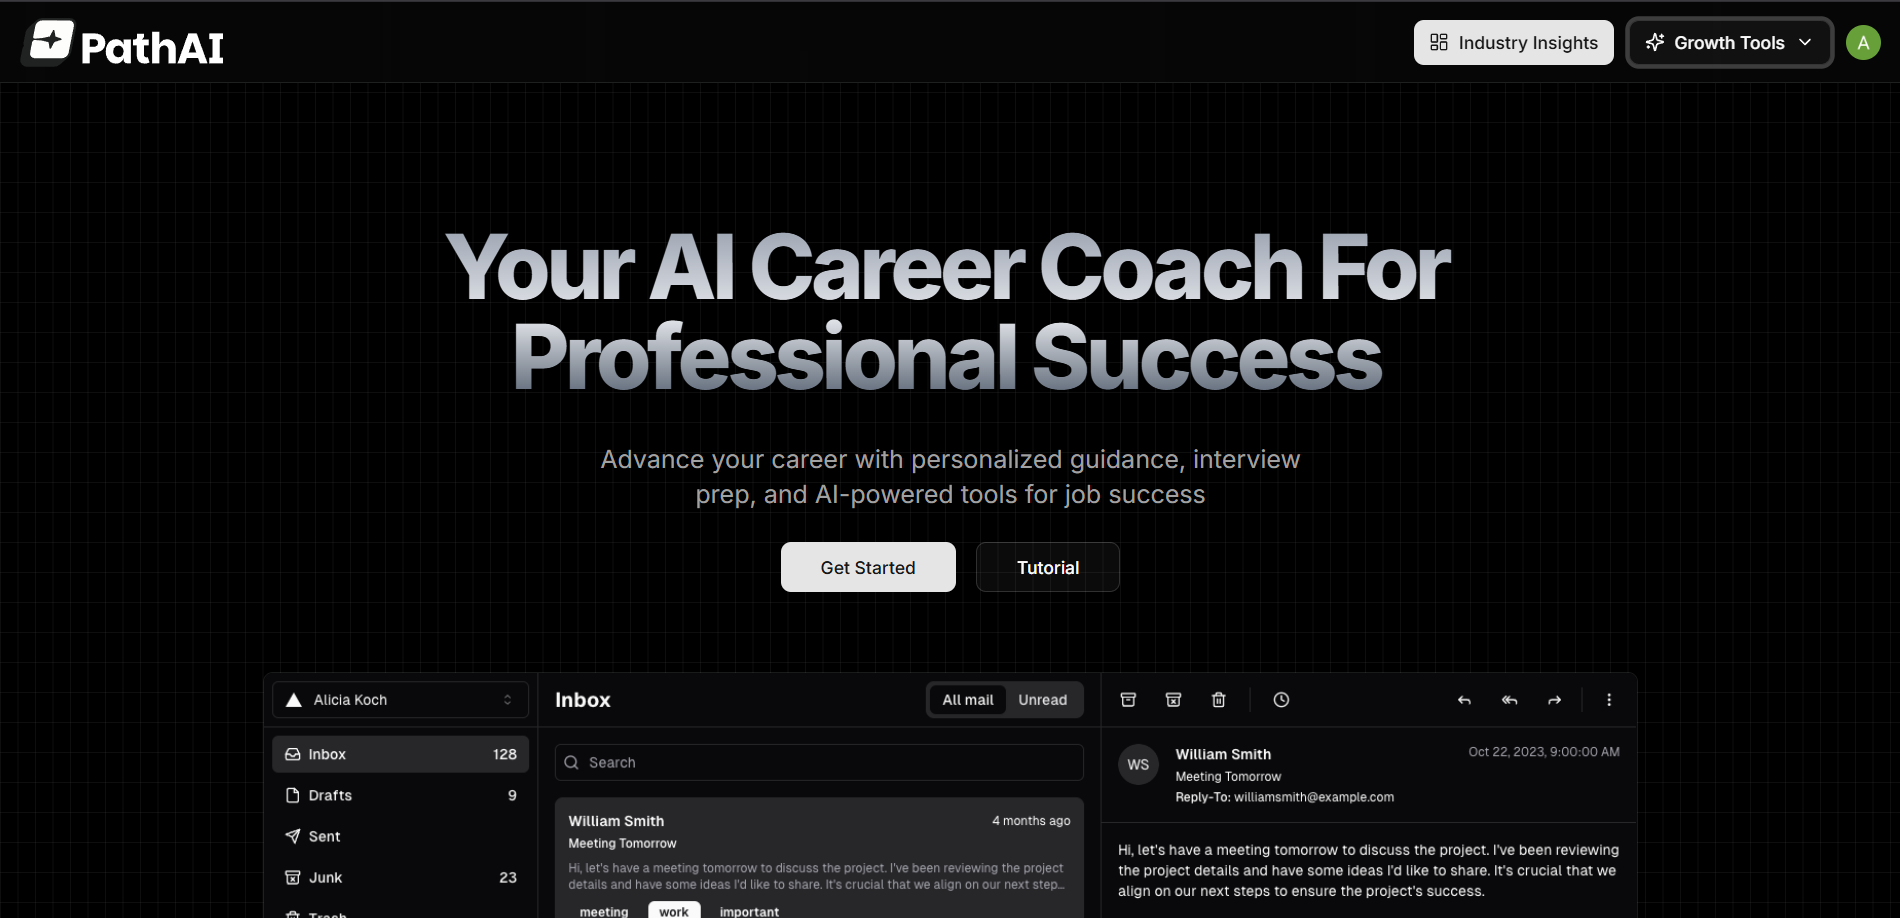 PathAI
Industry Insights
Growth Tools
A
Your AI Career Coach For
Professional Success
Advance your career with personalized guidance, interview
prep, and AI-powered tools for job success
Get Started
Tutorial
Alicia Koch
Inbox 128
Drafts 9
Sent
Junk 23
Trash
Inbox
All mail
Unread
Search
William Smith 4 months ago
Meeting Tomorrow
Hi, let's have a meeting tomorrow to discuss the project. I've been reviewing the project
details and have some ideas I'd like to share. It's crucial that we align on our next step...
meeting work important
WS
William Smith Oct 22, 2023, 9:00:00 AM
Meeting Tomorrow
Reply-To: williamsmith@example.com
Hi, let's have a meeting tomorrow to discuss the project. I've been reviewing
the project details and have some ideas I'd like to share. It's crucial that we
align on our next steps to ensure the project's success.